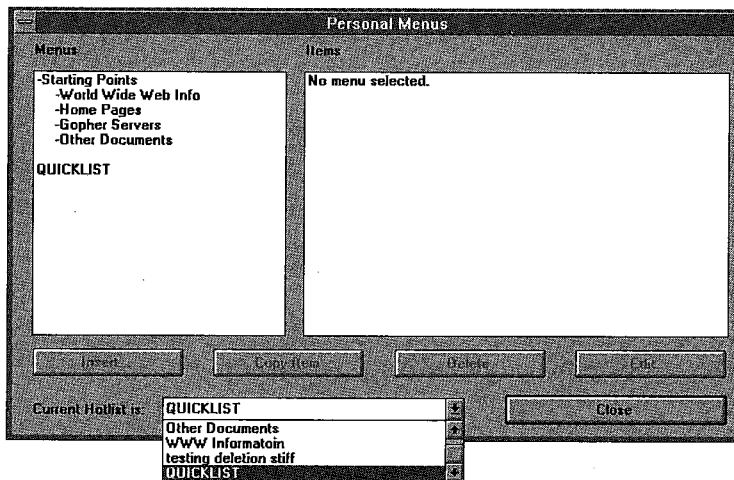 Personal Menus
Menus
Items
-Starting Points
-World Wide Web Info
-Home Pages
-Gopher Servers
-Other Documents
QUICKLIST
No menu selected.
Insert...
Copy Item
Delete
Edit
Current Hotlist is:
QUICKLIST
Close
Other Documents
WWW Informatoin
testing deletion stiff
QUICKLIST